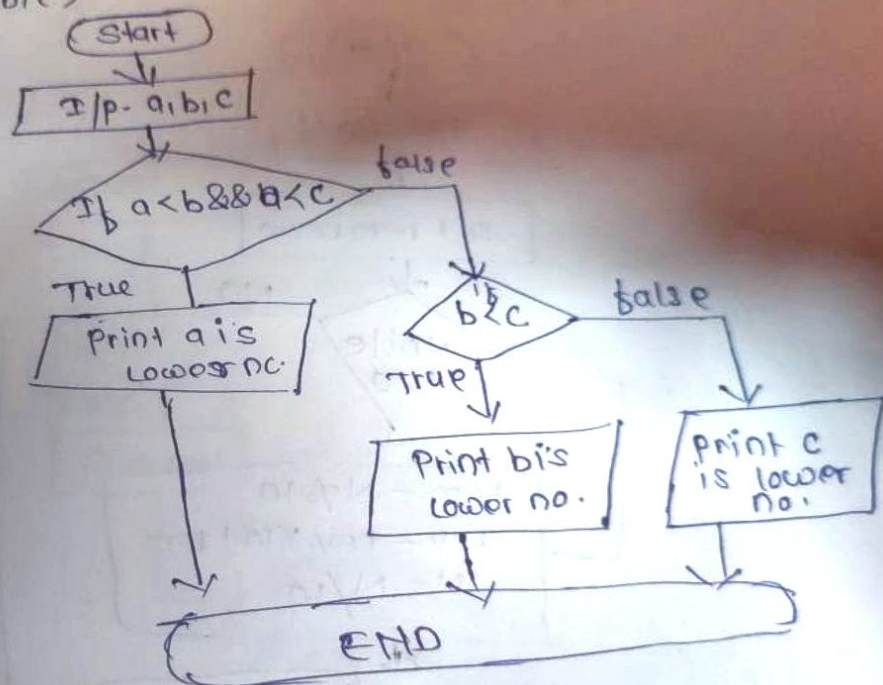 Start
I/p- a, b, c
If a<b&&a<c
false
True
print a is
lower no.
if
b<c
false
True
Print b is
lower no.
print c
is lower
no.
END